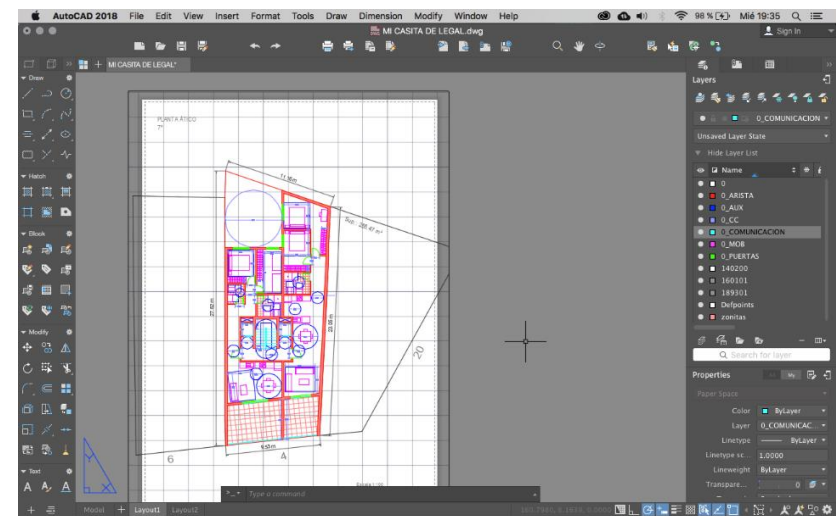 AutoCAD 2018 File Edit View Insert Format Tools Draw Dimension Modify Window Help 98 % Mié 19:35
MI CASITA DE LEGAL.dwg
Sign In
MI CASITA DE LEGAL*
Draw
Hatch
Block
Modify
Text
PLANTA ÁTICO
7ª
11.16 m
20
6
4
Type a command
Model Layout1 Layout2
Layers
0_COMUNICACION
Unsaved Layer State
Hide Layer List
Name
0
0_ARISTA
0_AUX
0_CC
0_COMUNICACION
0_MOB
0_PUERTAS
140200
160101
189301
Defpoints
zonitas
Search for layer
Properties
Paper Space
Color ByLayer
Layer 0_COMUNICAC...
Linetype ByLayer
Linetype sc... 1.0000
Lineweight ByLayer
Transpare... 0